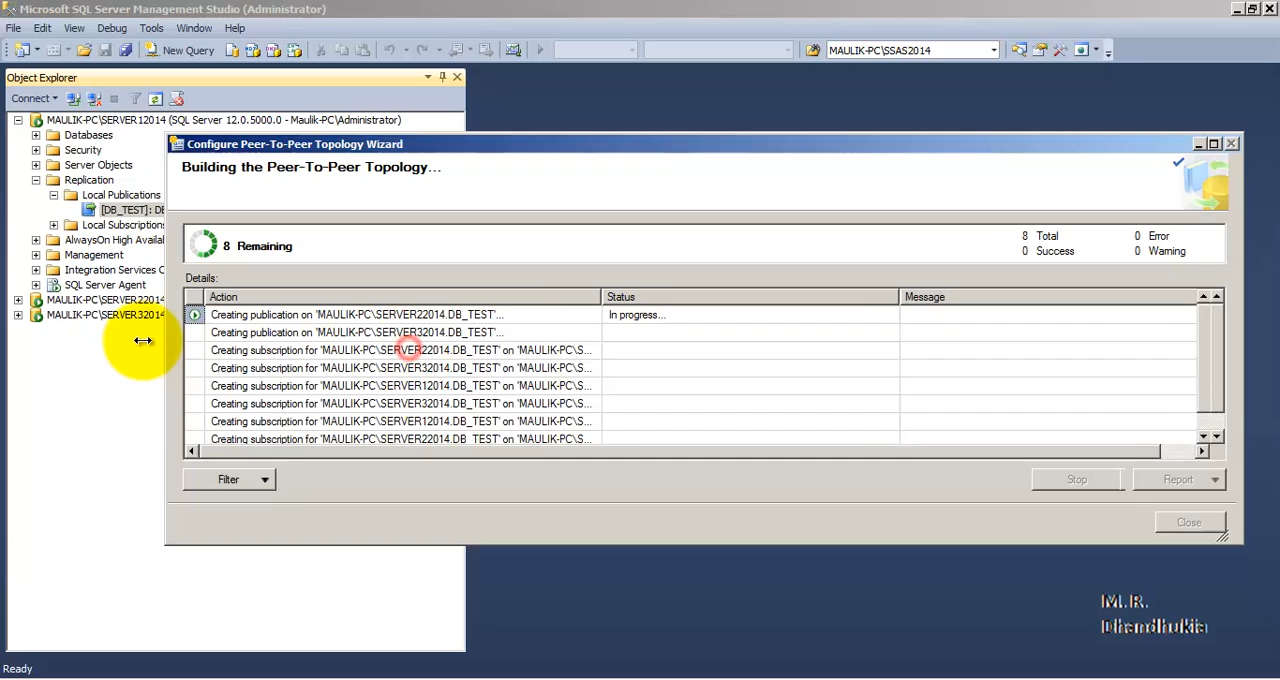 Microsoft SQL Server Management Studio (Administrator)
File Edit View Debug Tools Window Help
New Query MAULIK-PC\SSAS2014
Object Explorer
Connect
MAULIK-PC\SERVER12014 (SQL Server 12.0.5000.0 - Maulik-PC\Administrator)
Databases
Security
Server Objects
Replication
Local Publications
[DB_TEST]: DB
Local Subscriptions
AlwaysOn High Availa
Management
Integration Services C
SQL Server Agent
MAULIK-PC\SERVER22014
MAULIK-PC\SERVER32014
Configure Peer-To-Peer Topology Wizard
Building the Peer-To-Peer Topology...
8 Remaining
8 Total 0 Error
0 Success 0 Warning
Details:
Action Status Message
Creating publication on 'MAULIK-PC\SERVER22014.DB_TEST'... In progress...
Creating publication on 'MAULIK-PC\SERVER32014.DB_TEST'...
Creating subscription for 'MAULIK-PC\SERVER22014.DB_TEST' on 'MAULIK-PC\S...
Creating subscription for 'MAULIK-PC\SERVER32014.DB_TEST' on 'MAULIK-PC\S...
Creating subscription for 'MAULIK-PC\SERVER12014.DB_TEST' on 'MAULIK-PC\S...
Creating subscription for 'MAULIK-PC\SERVER32014.DB_TEST' on 'MAULIK-PC\S...
Creating subscription for 'MAULIK-PC\SERVER12014.DB_TEST' on 'MAULIK-PC\S...
Creating subscription for 'MAULIK-PC\SERVER22014.DB_TEST' on 'MAULIK-PC\S...
Filter Stop Report
Close
M.R.
Dhandhukia
Ready